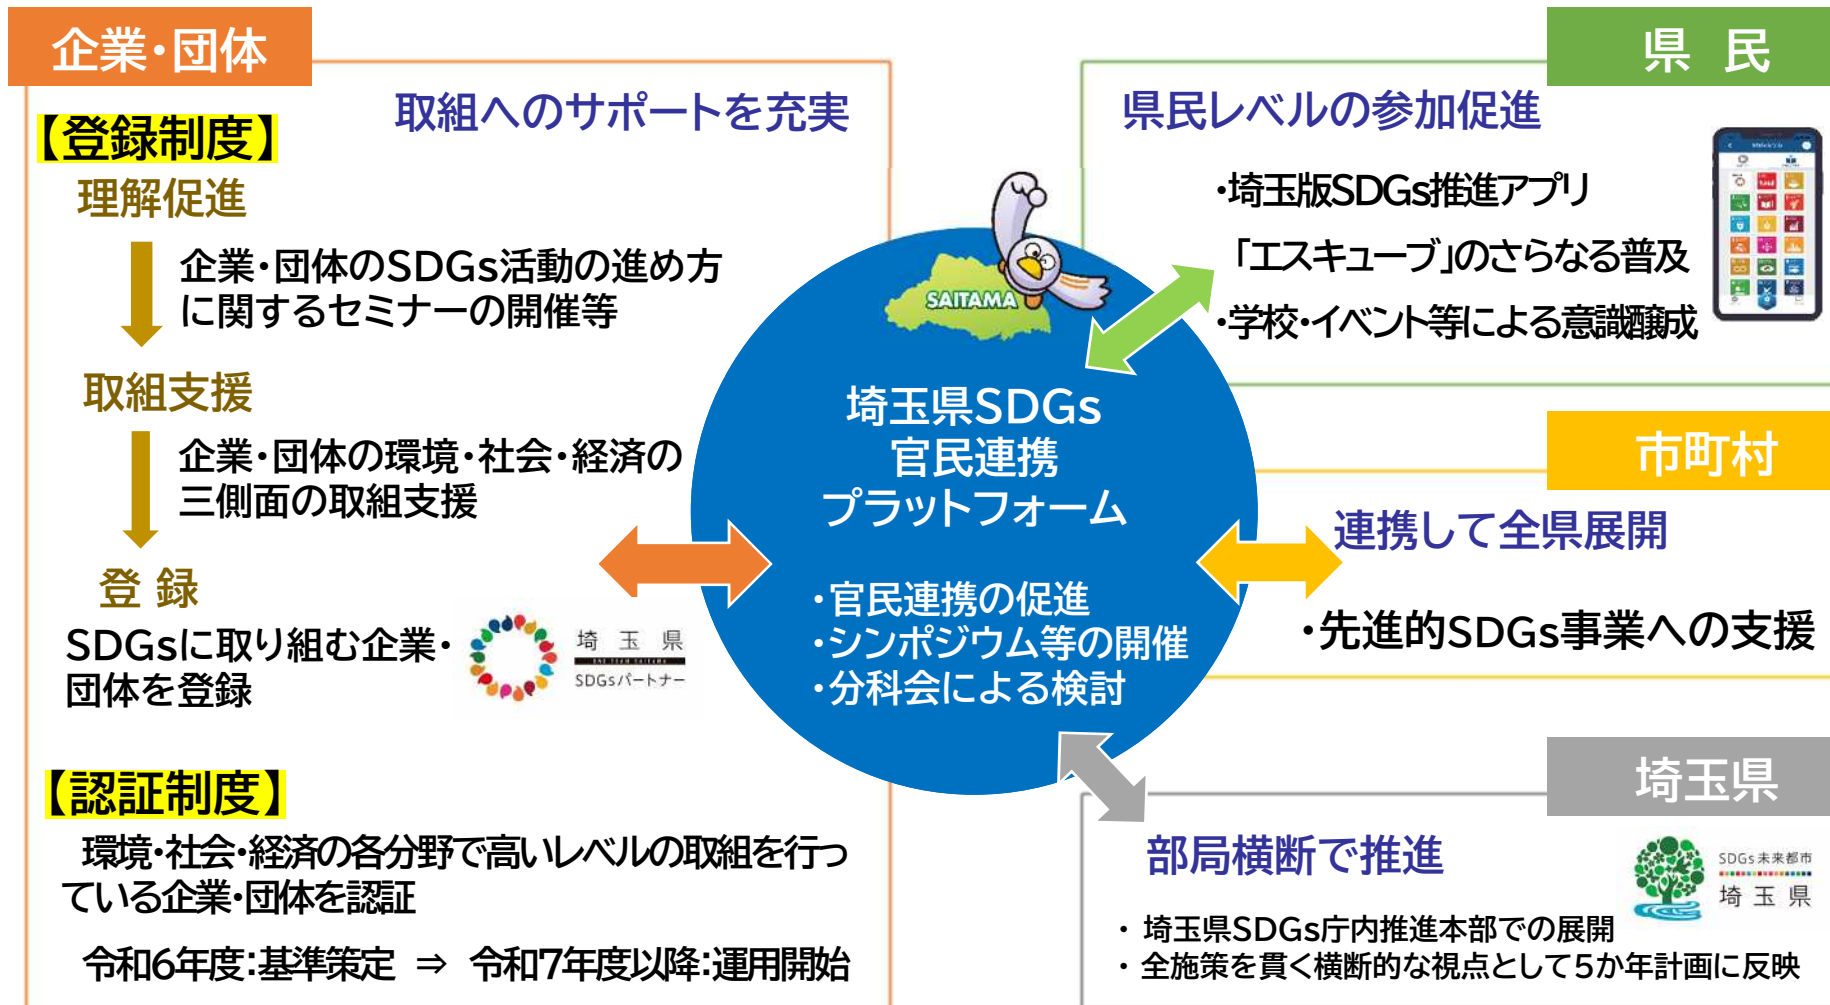 企業・団体
取組へのサポートを充実
【登録制度】
理解促進
企業・団体のSDGs活動の進め方
に関するセミナーの開催等
取組支援
企業・団体の環境・社会・経済の
三側面の取組支援
登 録
SDGsに取り組む企業・
団体を登録
埼 玉 県
ONE TEAM SAITAMA
SDGsパートナー
【認証制度】
環境・社会・経済の各分野で高いレベルの取組を行っ
ている企業・団体を認証
令和6年度:基準策定 ⇒ 令和7年度以降:運用開始
SAITAMA
埼玉県SDGs
官民連携
プラットフォーム
・官民連携の促進
・シンポジウム等の開催
・分科会による検討
県 民
県民レベルの参加促進
・埼玉版SDGs推進アプリ
「エスキューブ」のさらなる普及
・学校・イベント等による意識醸成
市町村
連携して全県展開
・先進的SDGs事業への支援
埼玉県
部局横断で推進
SDGs未来都市
埼 玉 県
・ 埼玉県SDGs庁内推進本部での展開
・ 全施策を貫く横断的な視点として5か年計画に反映